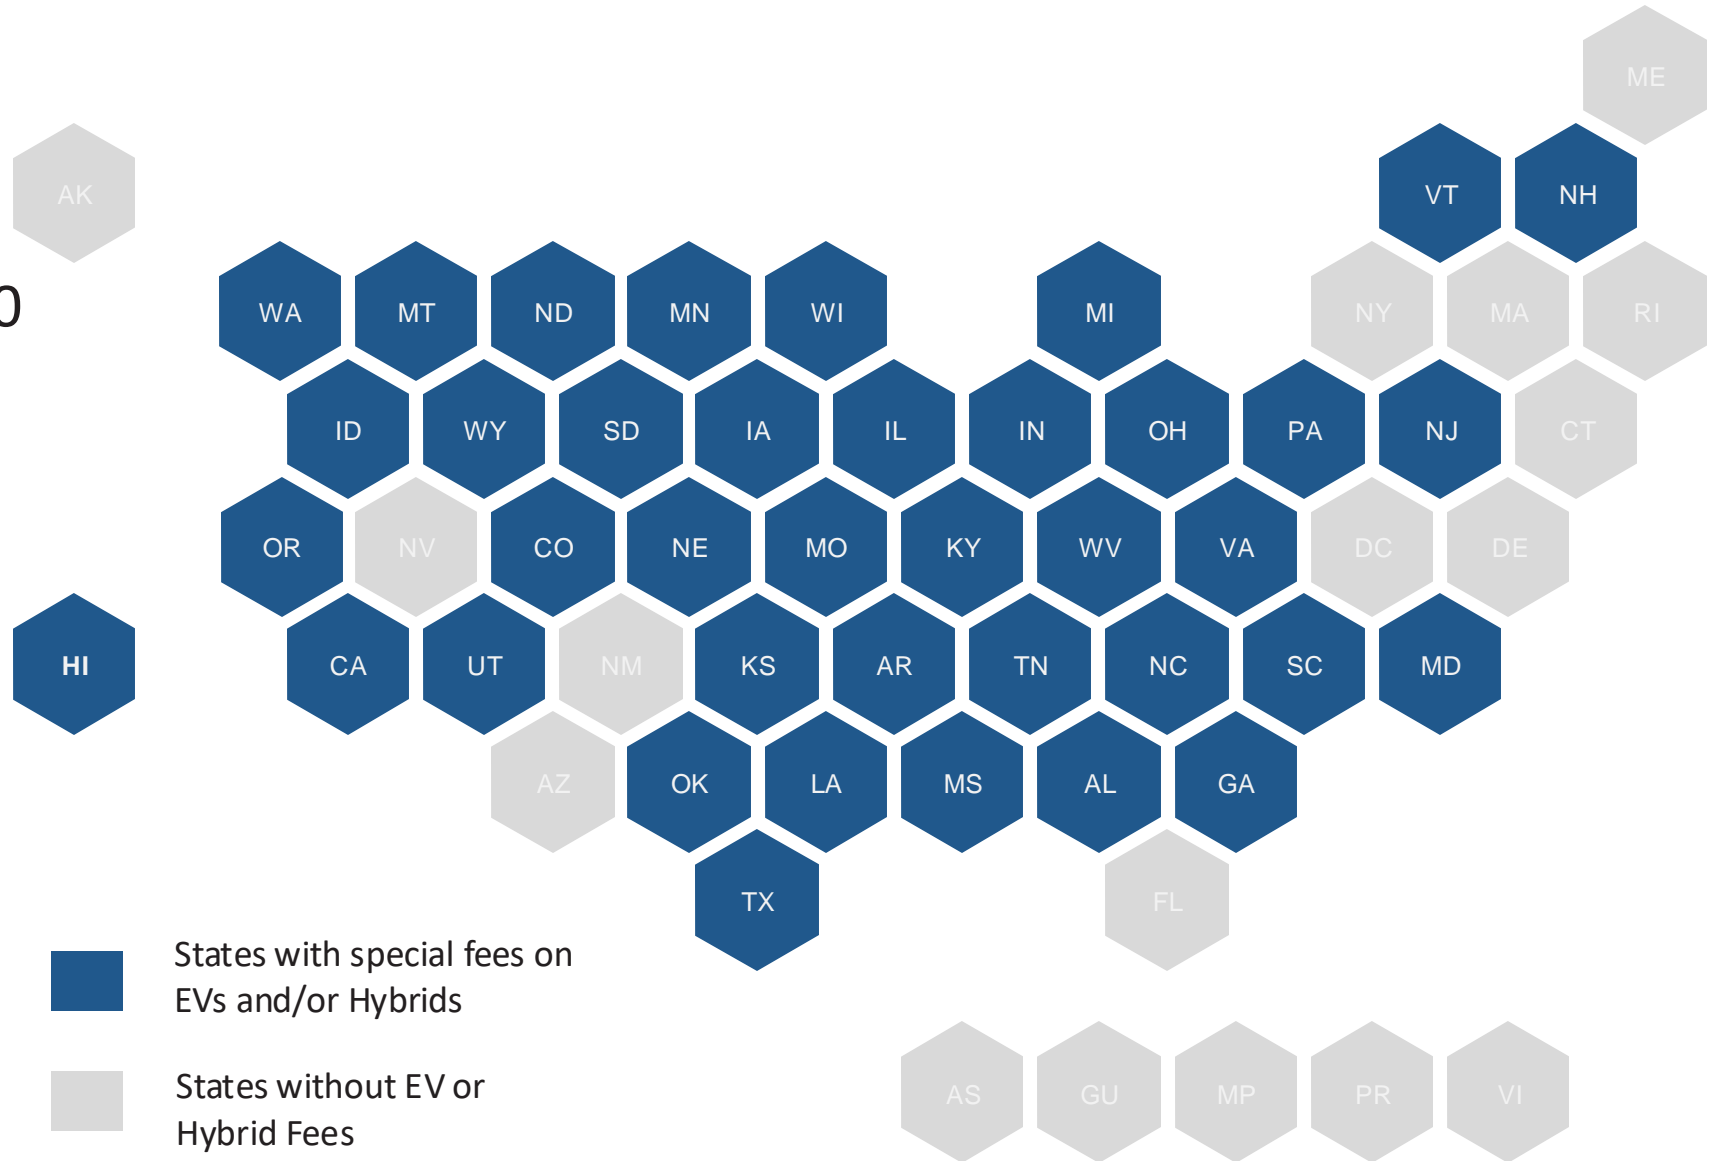 ME
AK
VT
NH
0
WA
MT
ND
MN
WI
MI
NY
MA
RI
ID
WY
SD
IA
IL
IN
OH
PA
NJ
CT
OR
NV
CO
NE
MO
KY
WV
VA
DC
DE
HI
CA
UT
NM
KS
AR
TN
NC
SC
MD
AZ
OK
LA
MS
AL
GA
TX
FL
States with special fees on
EVs and/or Hybrids
States without EV or
Hybrid Fees
AS
GU
MP
PR
VI